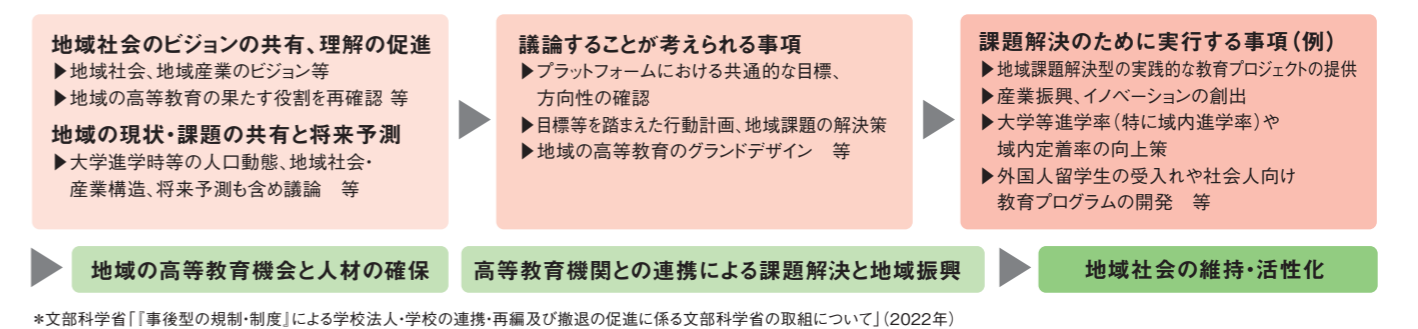 地域社会のビジョンの共有、理解の促進
▶地域社会、地域産業のビジョン等
▶地域の高等教育の果たす役割を再確認 等
地域の現状・課題の共有と将来予測
▶大学進学時等の人口動態、地域社会・
産業構造、将来予測も含め議論　等
議論することが考えられる事項
▶プラットフォームにおける共通的な目標、
方向性の確認
▶目標等を踏まえた行動計画、地域課題の解決策
▶地域の高等教育のグランドデザイン　等
課題解決のために実行する事項（例）
▶地域課題解決型の実践的な教育プロジェクトの提供
▶産業振興、イノベーションの創出
▶大学等進学率（特に域内進学率）や
域内定着率の向上策
▶外国人留学生の受入れや社会人向け
教育プログラムの開発　等
地域の高等教育機会と人材の確保
高等教育機関との連携による課題解決と地域振興
地域社会の維持・活性化
＊文部科学省「『事後型の規制・制度』による学校法人・学校の連携・再編及び撤退の促進に係る文部科学省の取組について」（2022年）